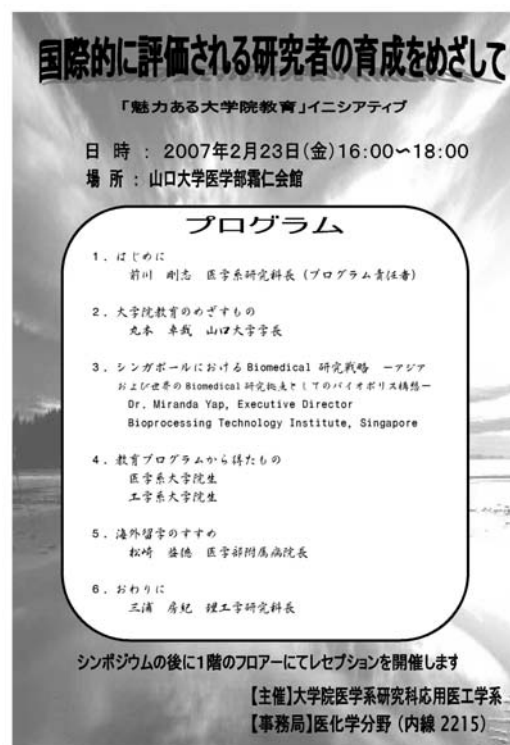 国際的に評価される研究者の育成をめざして
「魅力ある大学院教育」イニシアティブ
日 時 : 2007年2月23日(金)16:00〜18:00
場 所 : 山口大学医学部霜仁会館
プログラム
1．はじめに
前川 剛志 医学系研究科長 (プログラム責任者)
2．大学院教育のめざすもの
丸本 卓哉 山口大学学長
3．シンガポールにおける Biomedical 研究戦略 －アジア
および世界の Biomedical 研究拠点としてのバイオポリス構想－
Dr. Miranda Yap, Executive Director
Bioprocessing Technology Institute, Singapore
4．教育プログラムから得たもの
医学系大学院生
工学系大学院生
5．海外留学のすすめ
松崎 益徳 医学部附属病院長
6．おわりに
三浦 房紀 理工学研究科長
シンポジウムの後に1階のフロアーにてレセプションを開催します
【主催】大学院医学系研究科応用医工学系
【事務局】医化学分野 (内線 2215)